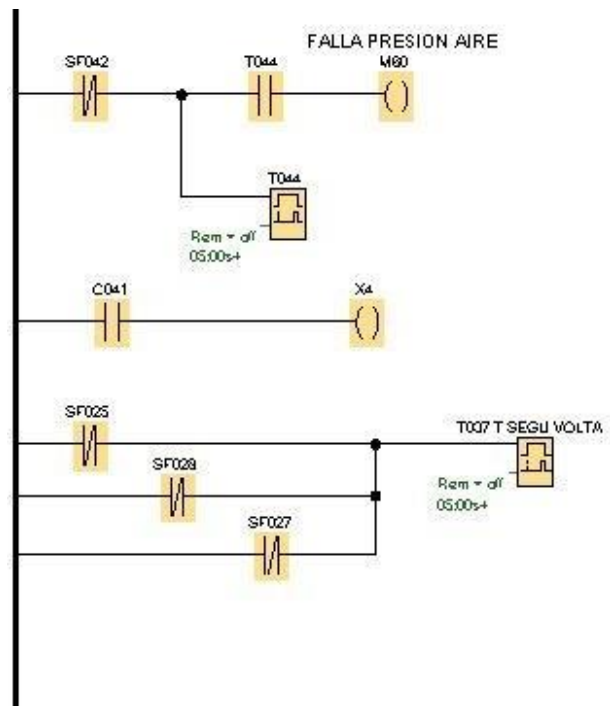 FALLA PRESION AIRE
SF042
T044
M60
T044
Rem = off
05:00s+
C041
X4
SF025
T037 T SEGU VOLTA
SF028
Rem = off
05:00s+
SF027